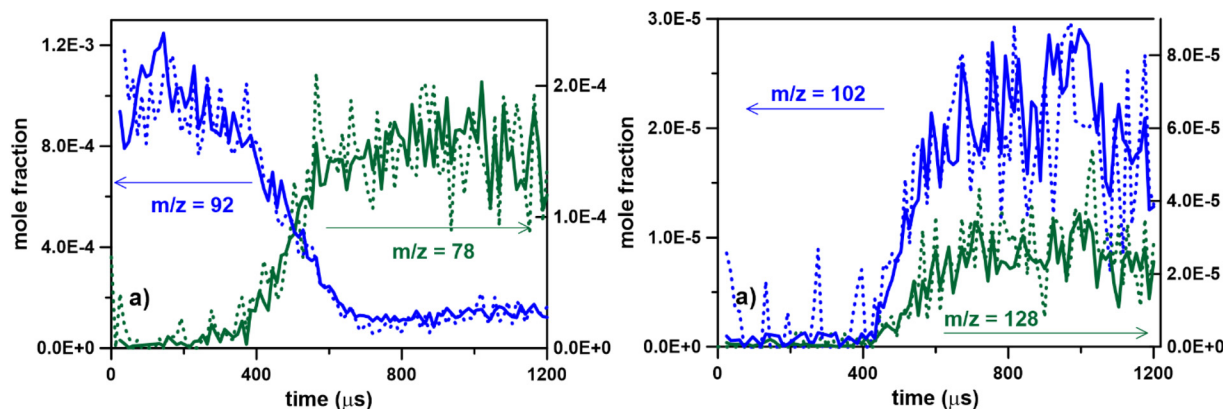 1.2E-3
8.0E-4
4.0E-4
0.0E+0
mole fraction
m/z = 92
m/z = 78
a)
2.0E-4
1.0E-4
0.0E+0
0
400
800
1200
time (μs)
3.0E-5
2.0E-5
1.0E-5
0.0E+0
mole fraction
m/z = 102
m/z = 128
a)
8.0E-5
6.0E-5
4.0E-5
2.0E-5
0.0E+0
0
200
400
600
800
1000
1200
time (μs)